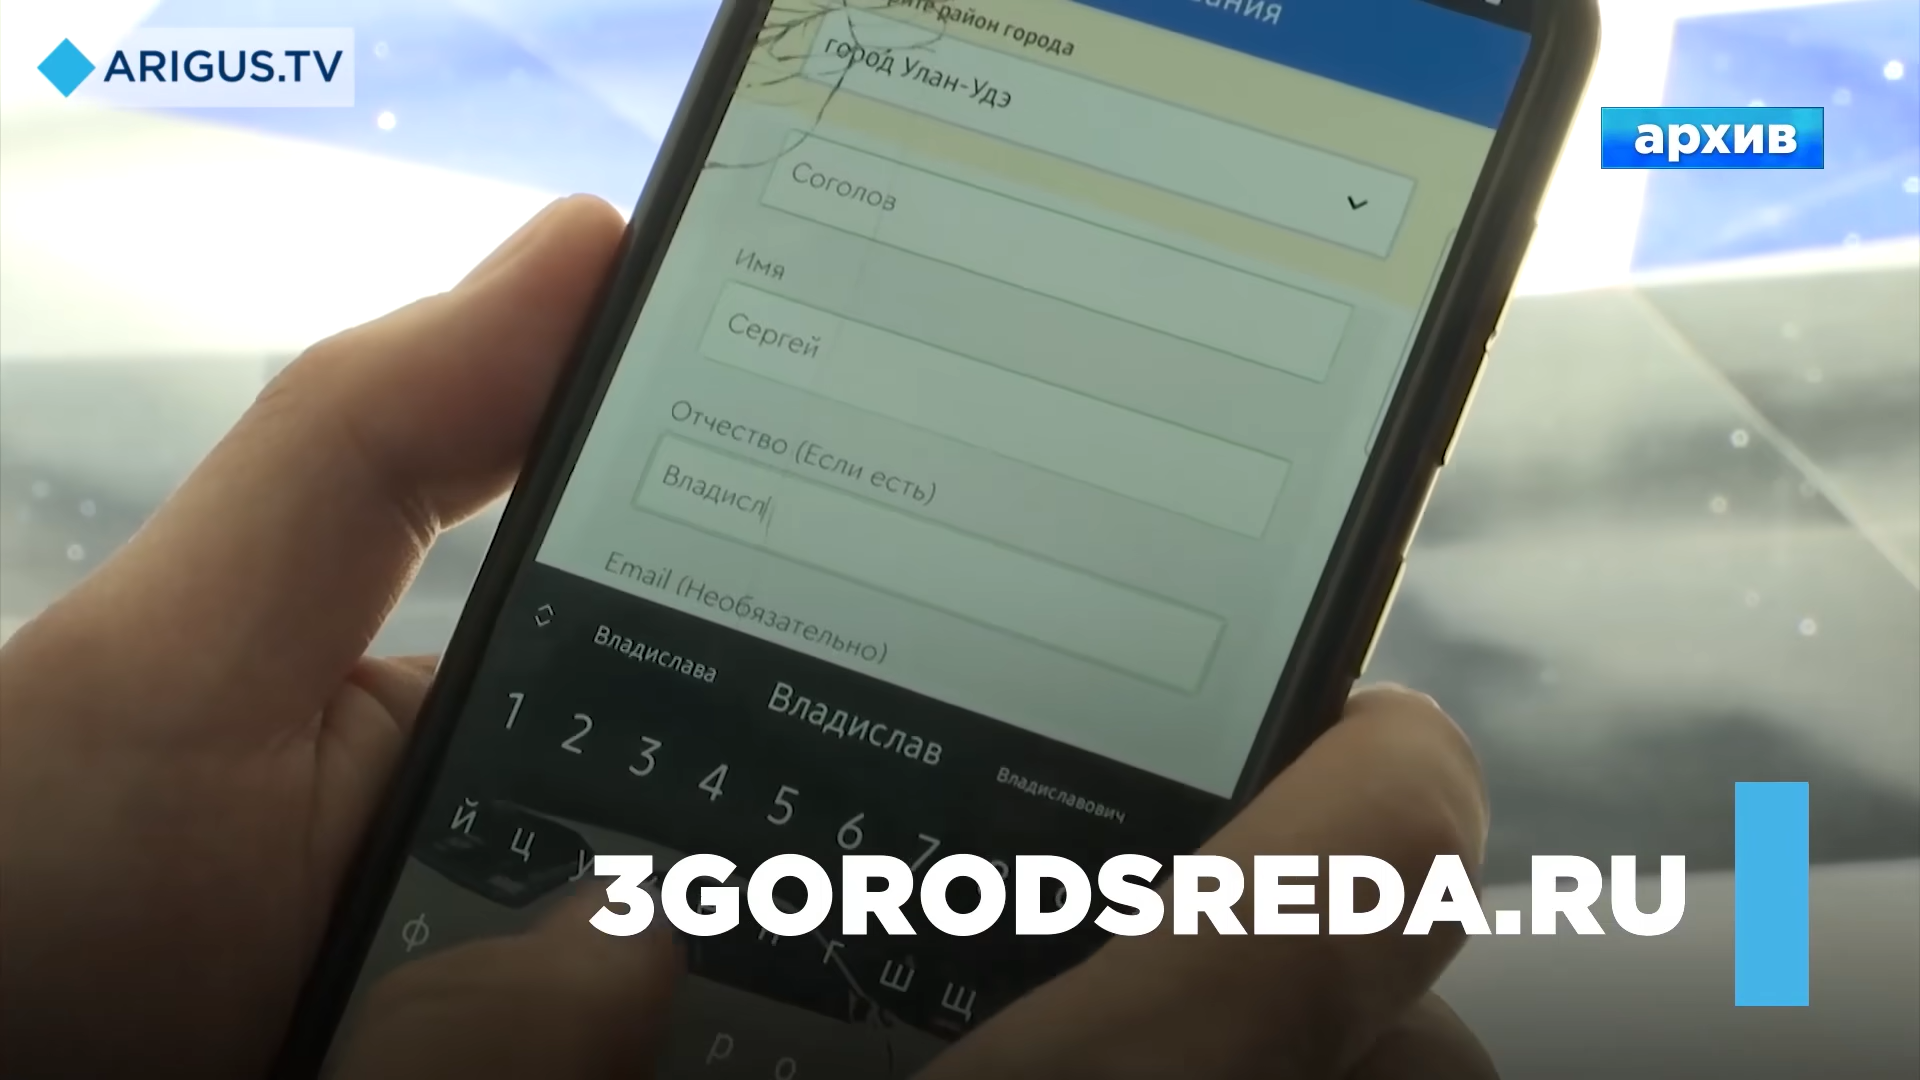 ARIGUS.TV
архив
район города
город Улан-Удэ
Соголов
Имя
Сергей
Отчество (Если есть)
Владисл
Email (Необязательно)
Владислава Владислав Владиславович
1 2 3 4 5 6 7
й ц у
3GORODSREDA.RU
ф г ш щ
р о